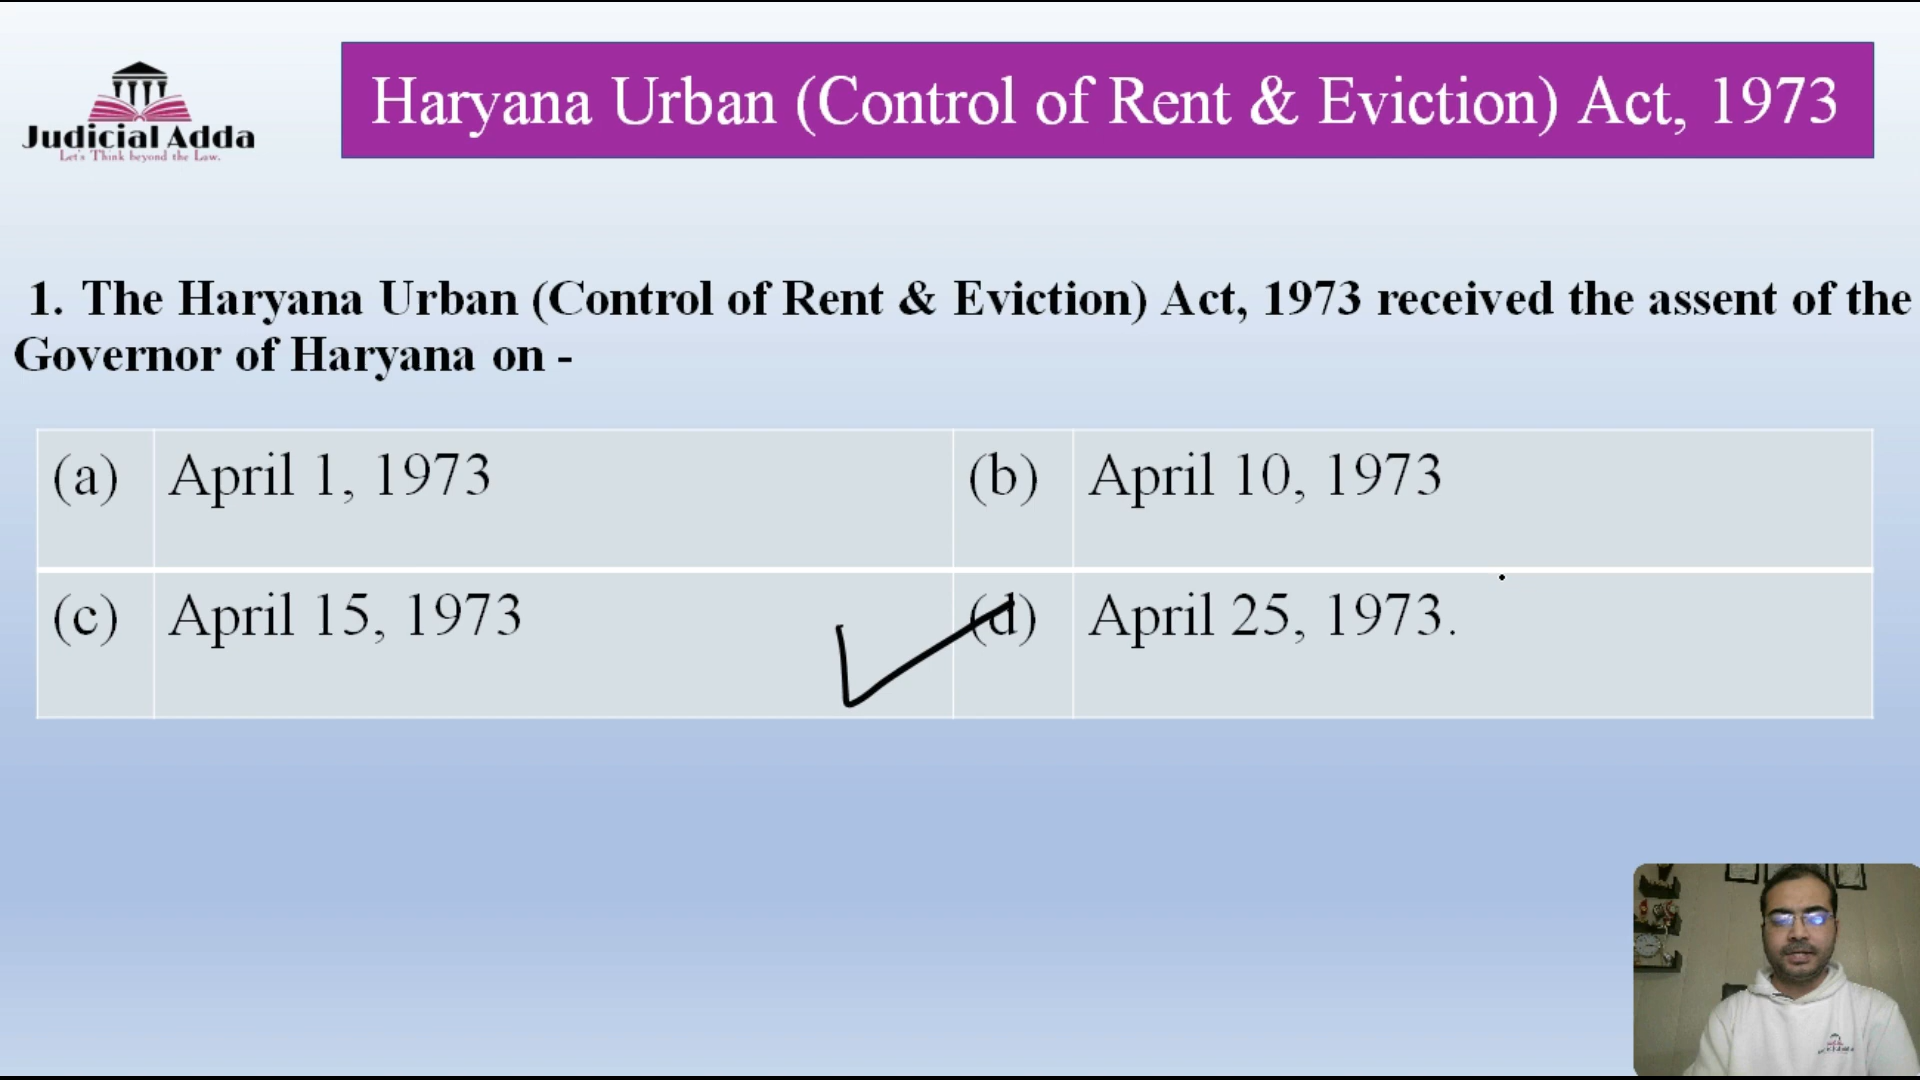 Judicial Adda
Let's Think beyond the Law.
Haryana Urban (Control of Rent & Eviction) Act, 1973
1. The Haryana Urban (Control of Rent & Eviction) Act, 1973 received the assent of the
Governor of Haryana on -
(a) April 1, 1973 (b) April 10, 1973
(c) April 15, 1973 (d) April 25, 1973.